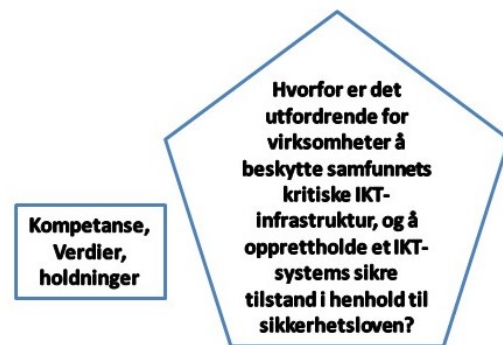 Kompetanse,
Verdier,
holdninger
Hvorfor er det
utfordrende for
virksomheter å
beskytte samfunnets
kritiske IKT-
infrastruktur, og å
opprettholde et IKT-
systems sikre
tilstand i henhold til
sikkerhetsloven?